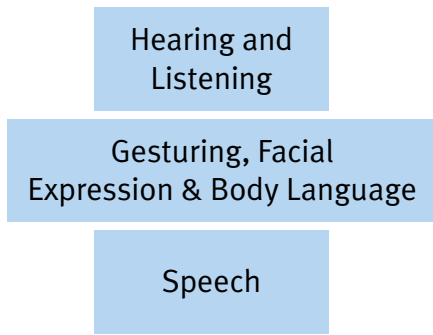 Hearing and
Listening
Gesturing, Facial
Expression & Body Language
Speech